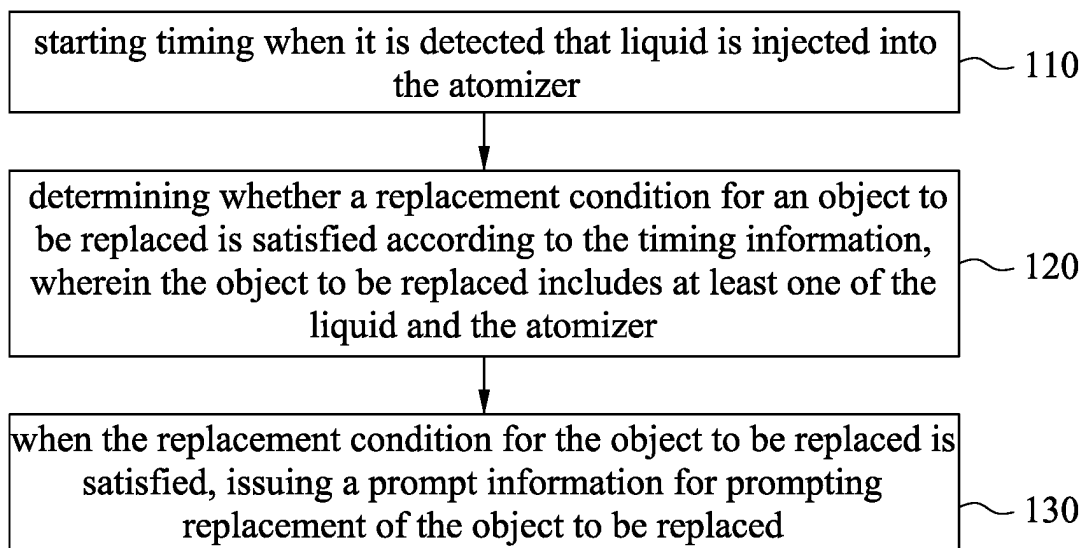 starting timing when it is detected that liquid is injected into
the atomizer
110
determining whether a replacement condition for an object to
be replaced is satisfied according to the timing information,
wherein the object to be replaced includes at least one of the
liquid and the atomizer
120
when the replacement condition for the object to be replaced is
satisfied, issuing a prompt information for prompting
replacement of the object to be replaced
130